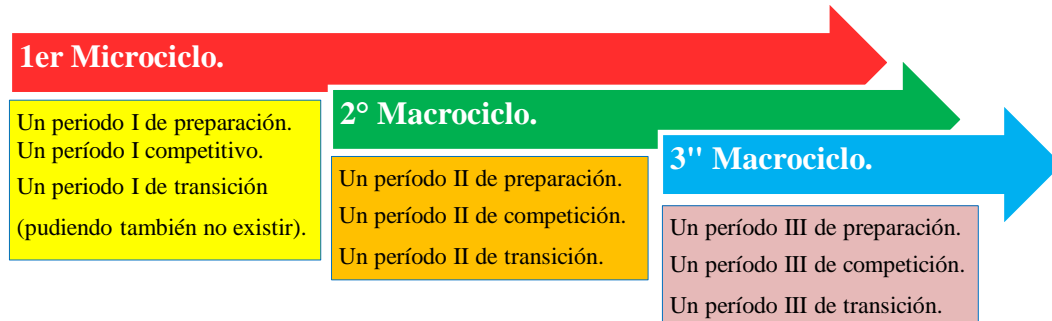 1er Microciclo.
Un periodo I de preparación.
Un período I competitivo.
Un periodo I de transición
(pudiendo también no existir).
2° Macrociclo.
Un período II de preparación.
Un período II de competición.
Un período II de transición.
3" Macrociclo.
Un período III de preparación.
Un período III de competición.
Un período III de transición.